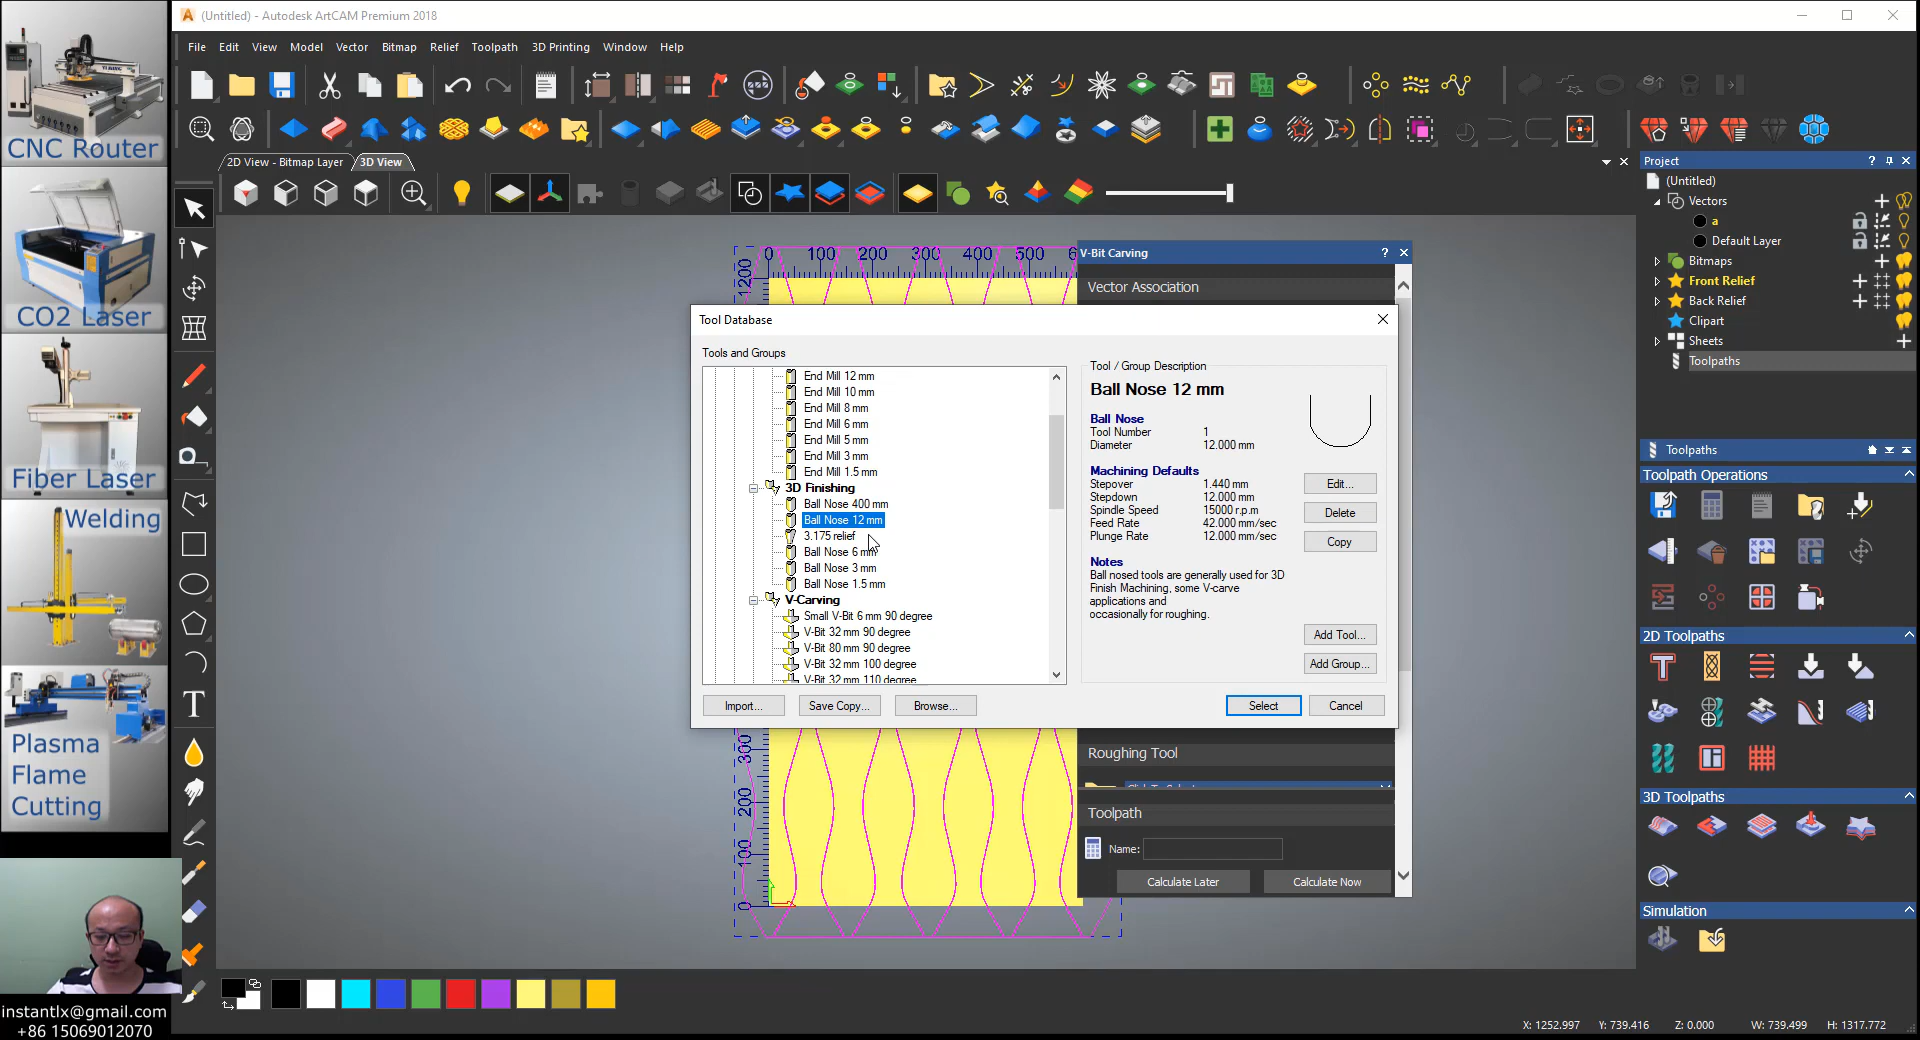 (Untitled) - Autodesk ArtCAM Premium 2018
File Edit View Model Vector Bitmap Relief Toolpath 3D Printing Window Help
CNC Router
CO2 Laser
Fiber Laser
Welding
Plasma
Flame
Cutting
instantlx@gmail.com
+86 15069012070
2D View - Bitmap Layer
3D View
0 100 200 300 400 500
1200
300
200
100
0
V-Bit Carving
Vector Association
Tool Database
Tools and Groups
End Mill 12 mm
End Mill 10 mm
End Mill 8 mm
End Mill 6 mm
End Mill 5 mm
End Mill 3 mm
End Mill 1.5 mm
3D Finishing
Ball Nose 400 mm
Ball Nose 12 mm
3.175 relief
Ball Nose 6 mm
Ball Nose 3 mm
Ball Nose 1.5 mm
V-Carving
Small V-Bit 6 mm 90 degree
V-Bit 32 mm 90 degree
V-Bit 80 mm 90 degree
V-Bit 32 mm 100 degree
V-Bit 32 mm 110 degree
Import...
Save Copy...
Browse...
Tool / Group Description
Ball Nose 12 mm
Ball Nose
Tool Number 1
Diameter 12.000 mm
Machining Defaults
Stepover 1.440 mm
Stepdown 12.000 mm
Spindle Speed 15000 r.p.m
Feed Rate 42.000 mm/sec
Plunge Rate 12.000 mm/sec
Notes
Ball nosed tools are generally used for 3D
Finish Machining, some V-carve
applications and
occasionally for roughing.
Edit...
Delete
Copy
Add Tool...
Add Group...
Select
Cancel
Roughing Tool
Toolpath
Name:
Calculate Later
Calculate Now
Project
(Untitled)
Vectors
a
Default Layer
Bitmaps
Front Relief
Back Relief
Clipart
Sheets
Toolpaths
Toolpaths
Toolpath Operations
2D Toolpaths
3D Toolpaths
Simulation
X: 1252.997 Y: 739.416 Z: 0.000 W: 739.499 H: 1317.772